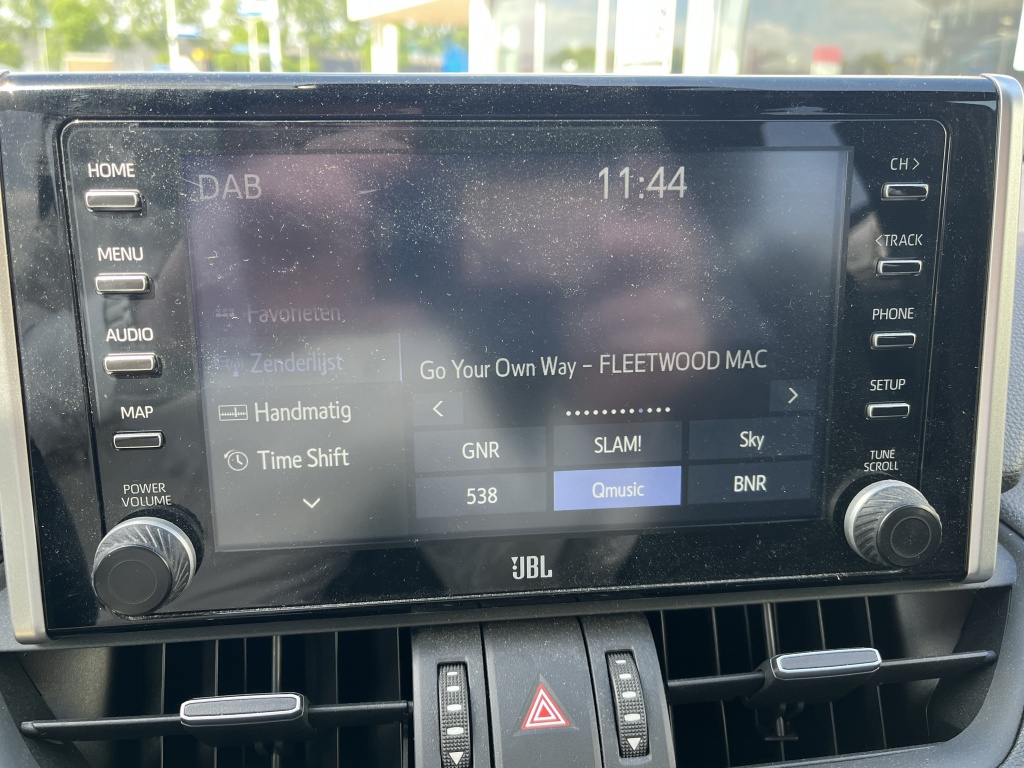 HOME
MENU
AUDIO
MAP
POWER
VOLUME
DAB
11:44
Favorieten
Zenderlijst
Handmatig
Time Shift
Go Your Own Way - FLEETWOOD MAC
<
>
GNR
SLAM!
Sky
538
Qmusic
BNR
CH >
<TRACK
PHONE
SETUP
TUNE
SCROLL
JBL